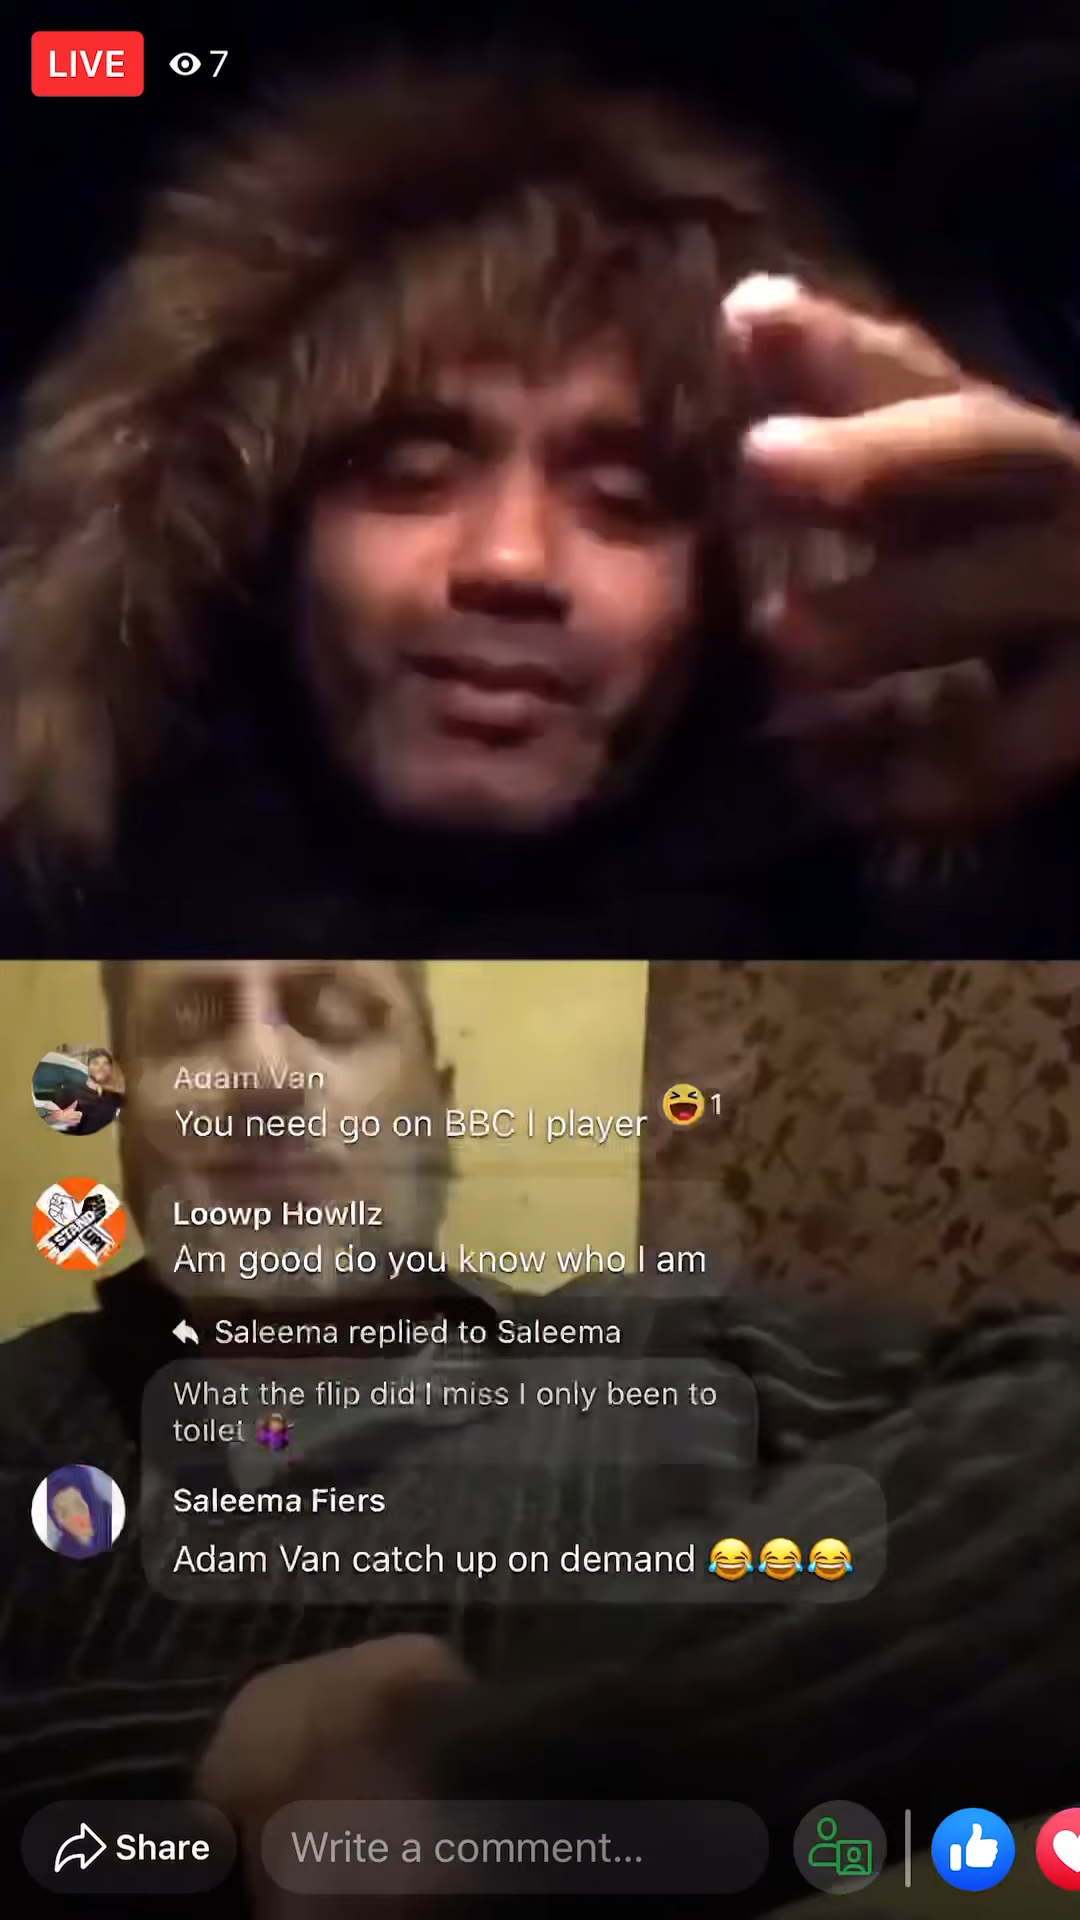 LIVE 7
Adam Van
You need go on BBC I player
1
Loowp Howllz
STAND UP!
Am good do you know who I am
Saleema replied to Saleema
What the flip did I miss I only been to
toilet 🤷🏾‍♀️
Saleema Fiers
Adam Van catch up on demand 😂😂😂
Share
Write a comment...